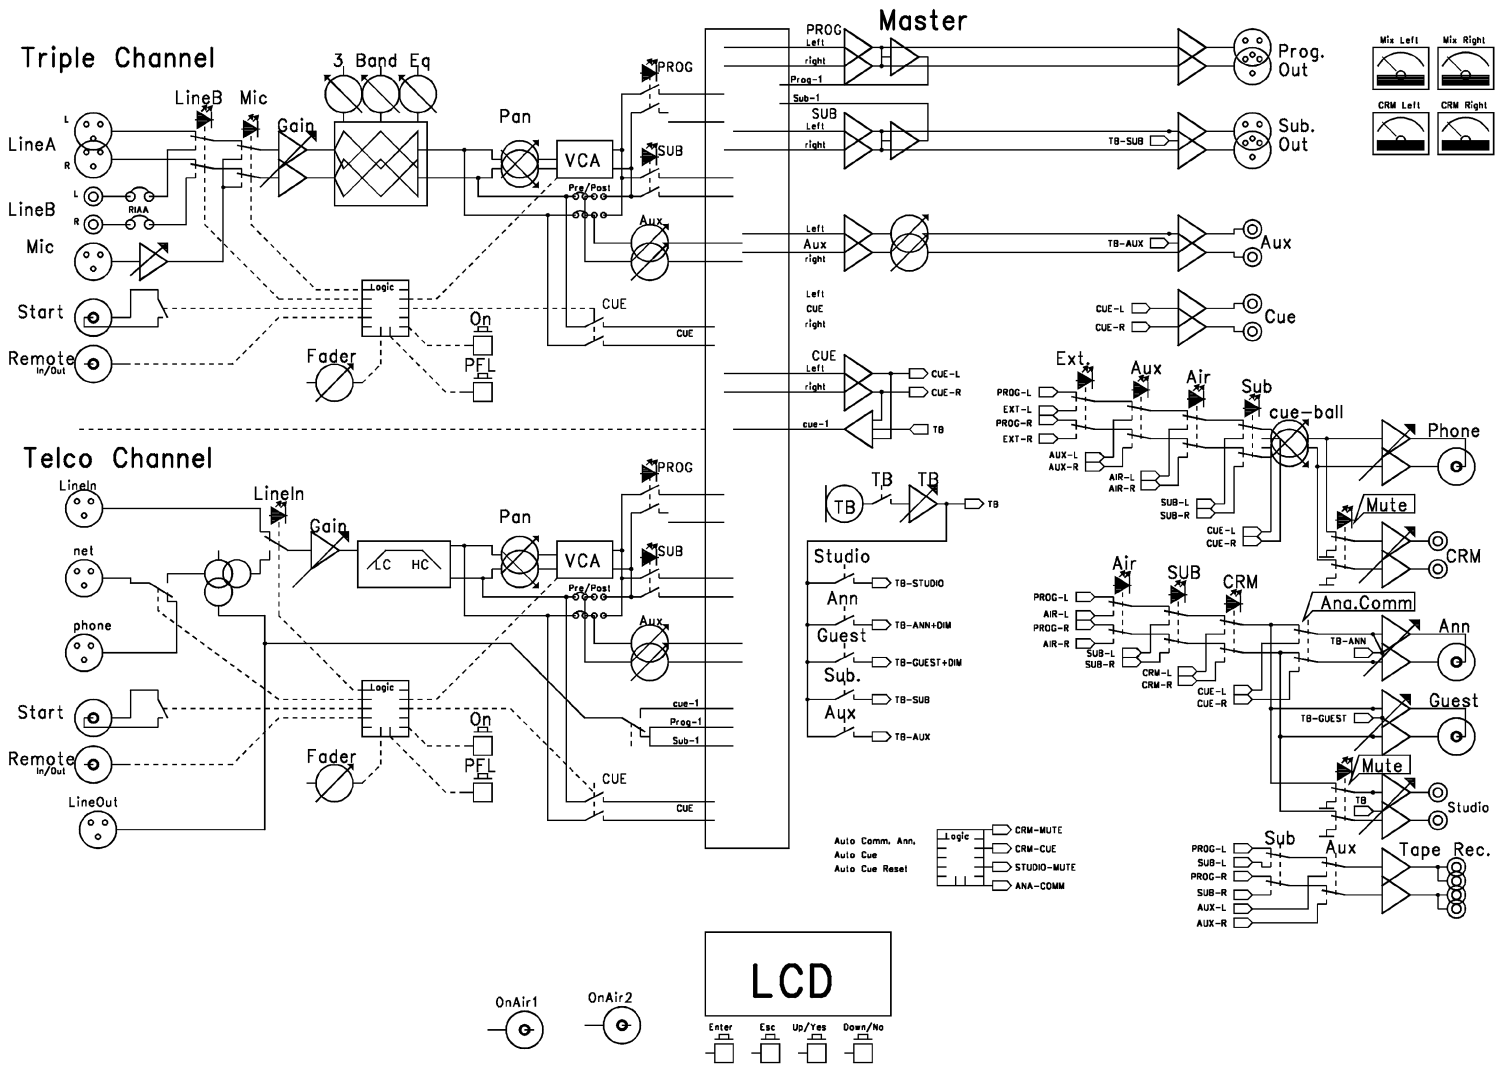 Triple Channel
LineB Mic
3 Band Eq
Gain
Pan
VCA
PROG
SUB
Pre/Post
Aux
L
LineA
R
L
LineB
R
RIAA
Mic
Start
Remote
In/Out
Logic
Fader
On
PFL
CUE
CUE
Telco Channel
LineIn
LineIn
Gain
LC HC
Pan
VCA
PROG
SUB
Pre/Post
Aux
net
phone
Start
Remote
In/Out
LineOut
Logic
Fader
On
PFL
cue-1
Prog-1
Sub-1
CUE
CUE
Master
PROG
Left
right
Prog-1
Sub-1
SUB
Left
right
TB-SUB
Prog.
Out
Sub.
Out
Mix Left
Mix Right
CRM Left
CRM Right
Left
Aux
right
TB-AUX
Aux
Left
CUE
right
CUE-L
CUE-R
Cue
CUE
Left
right
cue-1
CUE-L
CUE-R
TB
TB
TB
TB
TB
Studio
TB-STUDIO
Ann
TB-ANN+DIM
Guest
TB-GUEST+DIM
Sub.
TB-SUB
Aux
TB-AUX
Ext.
Aux
Air
Sub
cue-ball
PROG-L
EXT-L
PROG-R
EXT-R
AUX-L
AUX-R
AIR-L
AIR-R
SUB-L
SUB-R
CUE-L
CUE-R
Phone
Mute
CRM
Air
SUB
CRM
Ana.Comm
PROG-L
AIR-L
PROG-R
AIR-R
SUB-L
SUB-R
CRM-L
CRM-R
CUE-L
CUE-R
TB-ANN
Ann
TB-GUEST
Guest
Mute
TB
Studio
Sub
Aux
Tape Rec.
PROG-L
SUB-L
PROG-R
SUB-R
AUX-L
AUX-R
Auto Comm. Ann.
Auto Cue
Auto Cue Reset
Logic
CRM-MUTE
CRM-CUE
STUDIO-MUTE
ANA-COMM
OnAir1
OnAir2
LCD
Enter
Esc
Up/Yes
Down/No